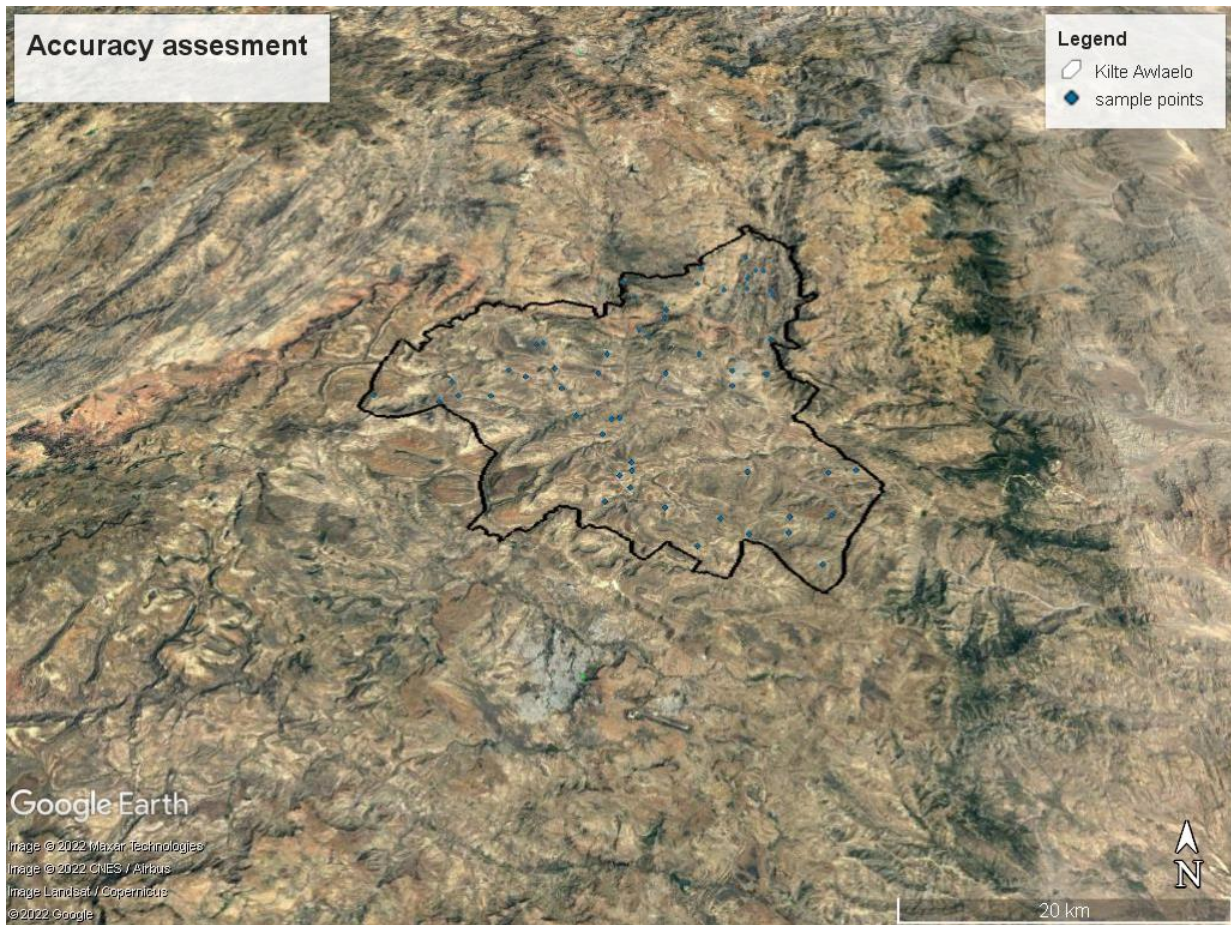 Accuracy assesment
Legend
Kilte Awlaelo
sample points
Google Earth
Image © 2022 Maxar Technologies
Image © 2022 CNES / Airbus
Image Landsat / Copernicus
© 2022 Google
N
20 km